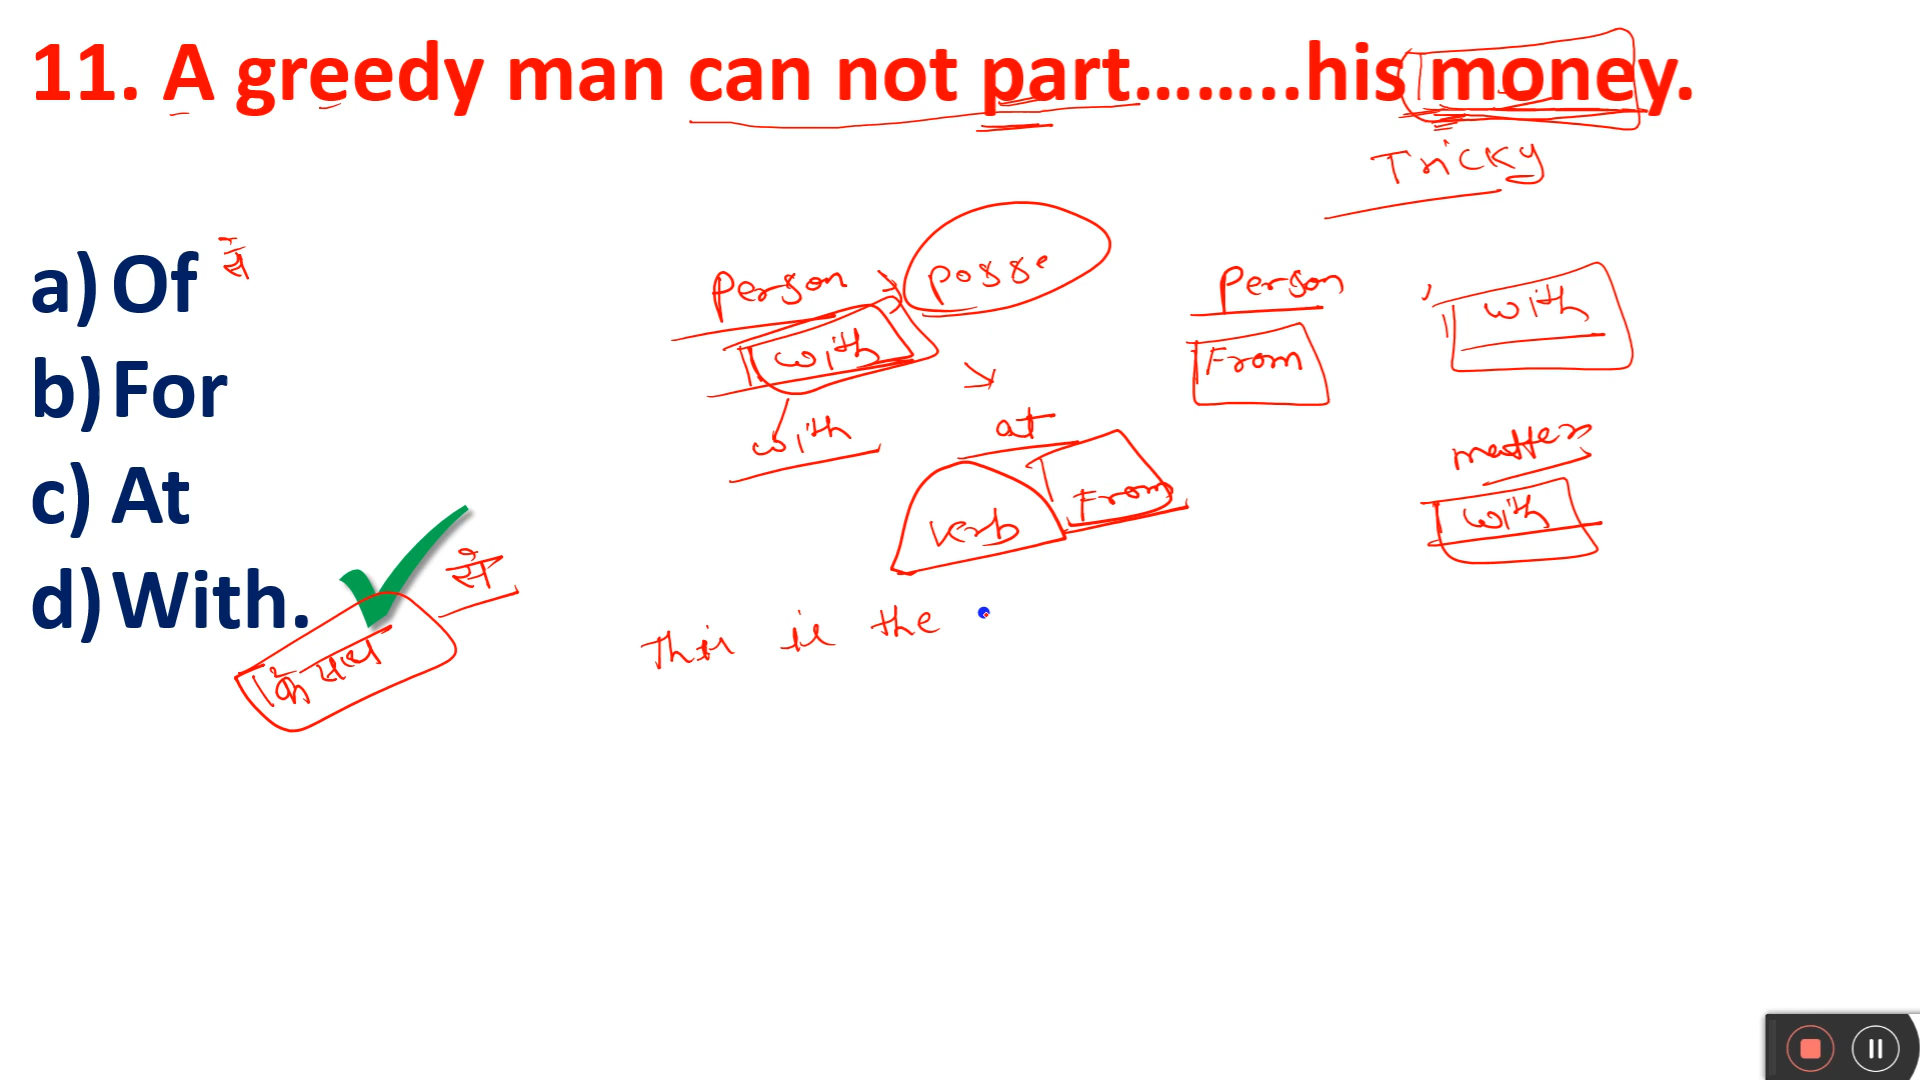 11. A greedy man can not part........his money.
Tricky
a) Of से
Person posse Person with
with From
b) For
with at matter
c) At
verb From with
d) With. से
के साथ
This is the